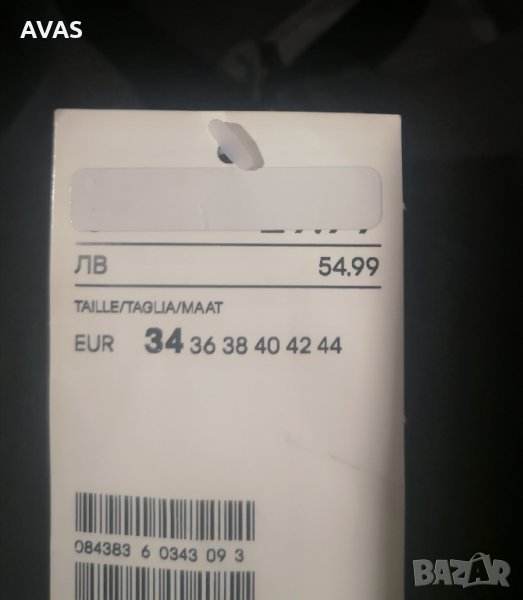 AVAS
ЛВ 54.99
TAILLE/TAGLIA/MAAT
EUR 34 36 38 40 42 44
084383 6 0343 09 3
BAZAR